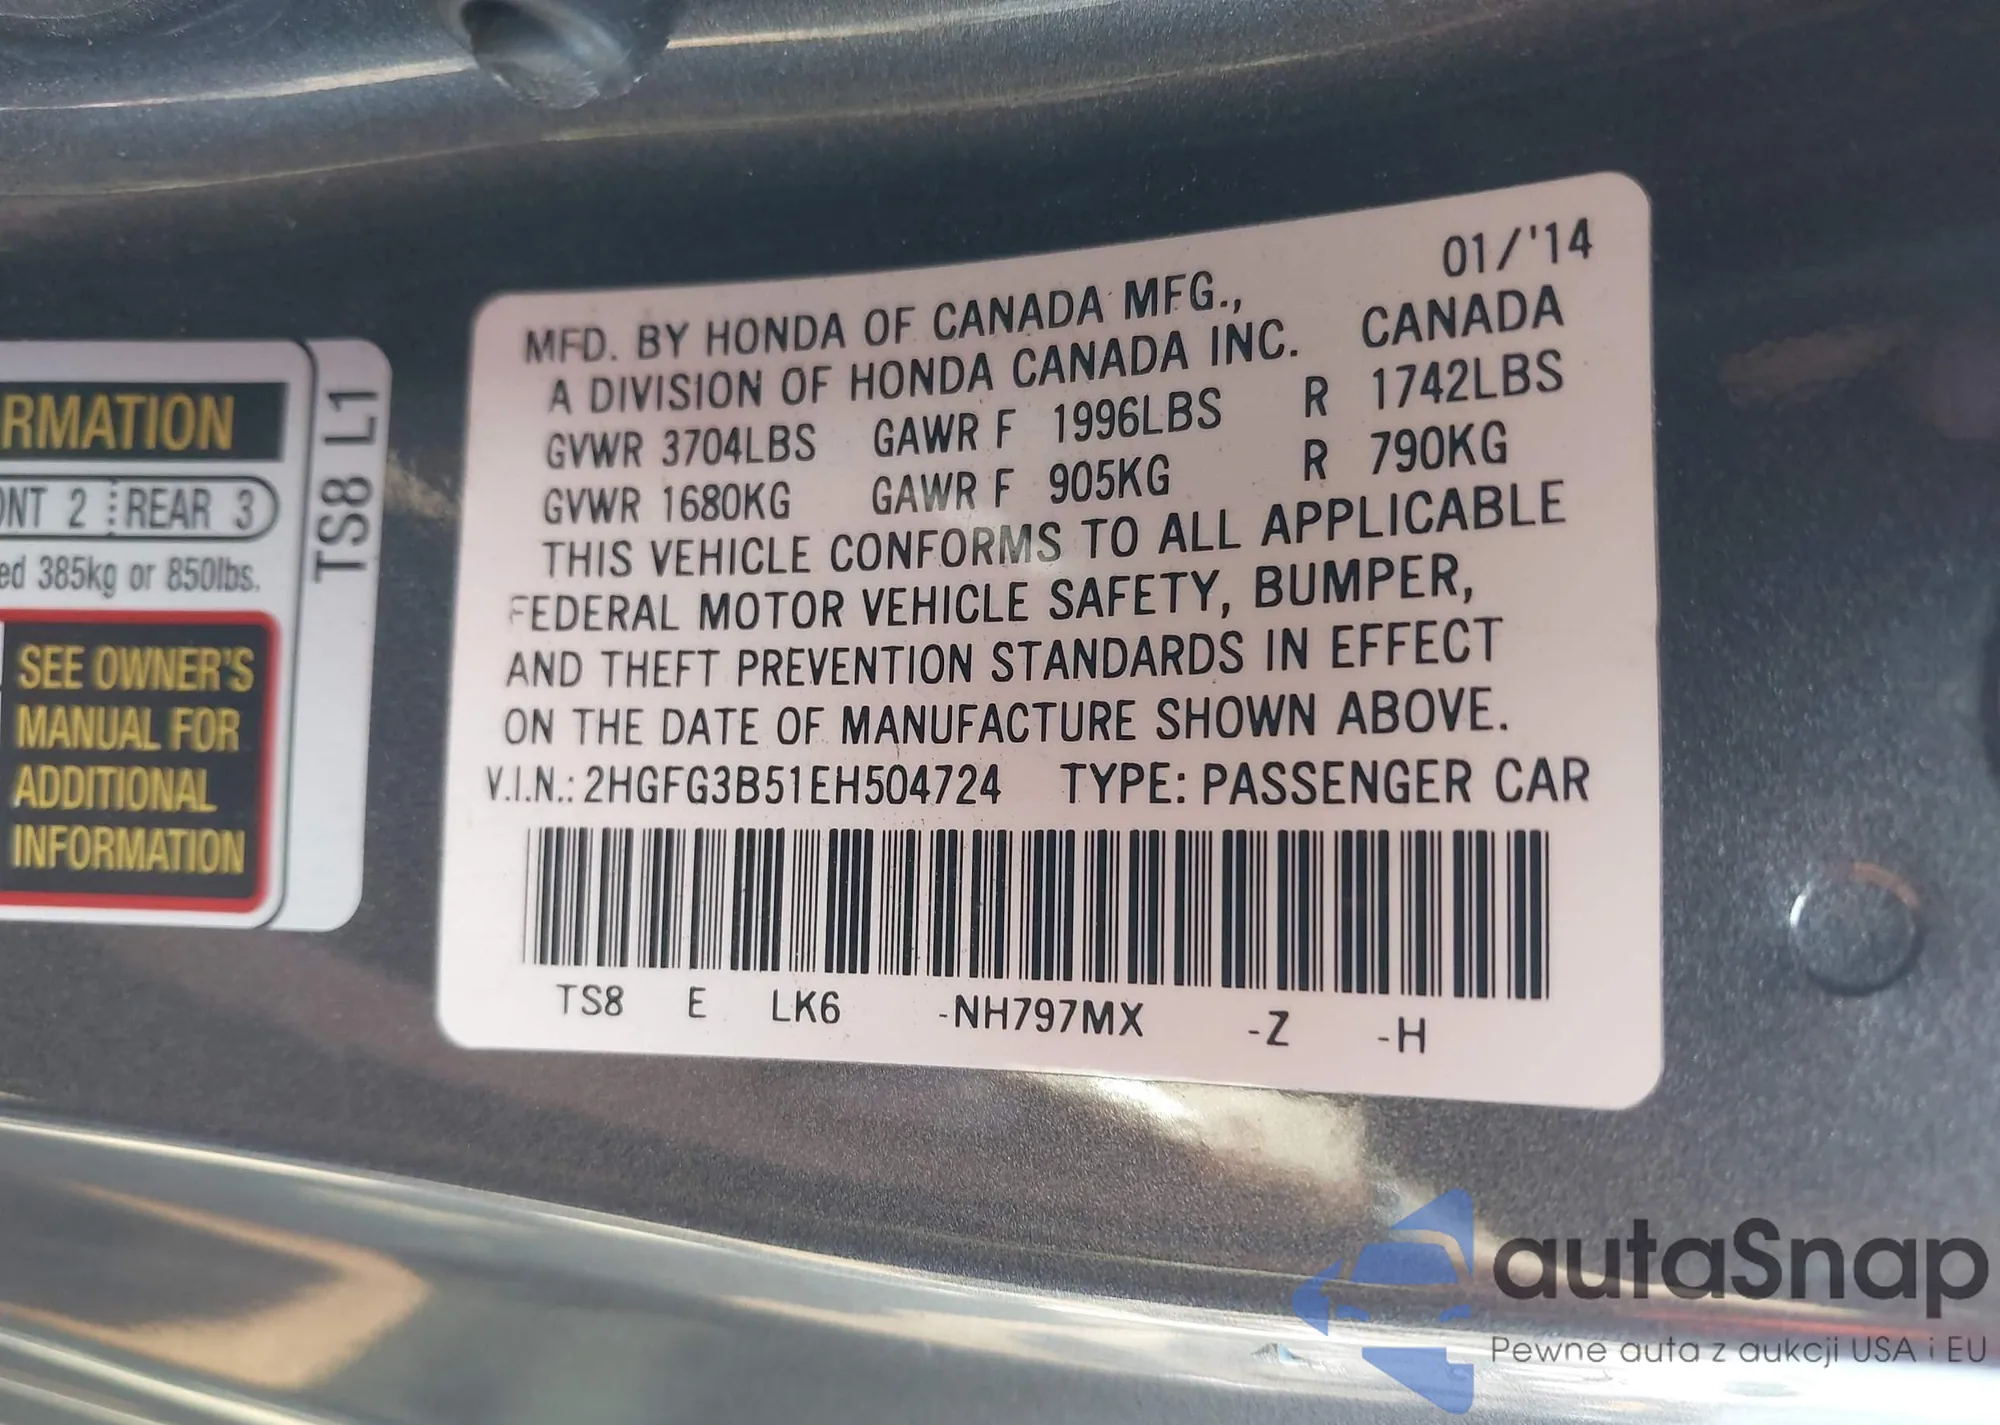 RMATION
ONT 2 REAR 3
ed 385kg or 850lbs.
SEE OWNER'S
MANUAL FOR
ADDITIONAL
INFORMATION
TS8 L1
01/'14
MFD. BY HONDA OF CANADA MFG.,
A DIVISION OF HONDA CANADA INC. CANADA
GVWR 3704LBS GAWR F 1996LBS R 1742LBS
GVWR 1680KG GAWR F 905KG R 790KG
THIS VEHICLE CONFORMS TO ALL APPLICABLE
FEDERAL MOTOR VEHICLE SAFETY, BUMPER,
AND THEFT PREVENTION STANDARDS IN EFFECT
ON THE DATE OF MANUFACTURE SHOWN ABOVE.
V.I.N.: 2HGFG3B51EH504724 TYPE: PASSENGER CAR
TS8 E LK6 -NH797MX -Z -H
autaSnap
Pewne auta z aukcji USA i EU